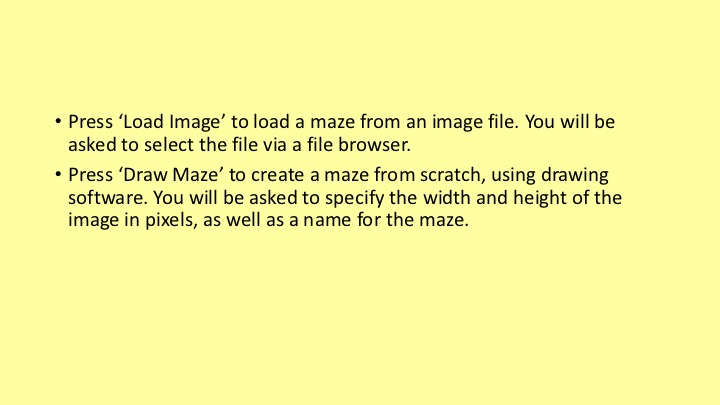 • Press ‘Load Image’ to load a maze from an image file. You will be
asked to select the file via a file browser.
• Press ‘Draw Maze’ to create a maze from scratch, using drawing
software. You will be asked to specify the width and height of the
image in pixels, as well as a name for the maze.